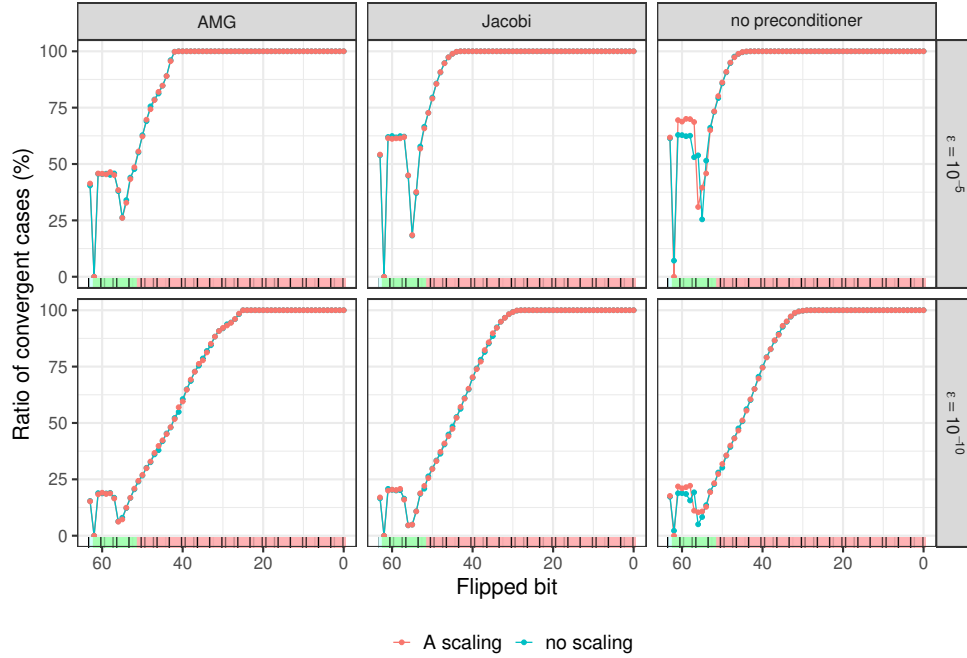 AMG Jacobi no preconditioner
Ratio of convergent cases (%)
100
75
50
25
0
ε = 10⁻⁵
100
75
50
25
0
ε = 10⁻¹⁰
60 40 20 0 60 40 20 0 60 40 20 0
Flipped bit
A scaling no scaling